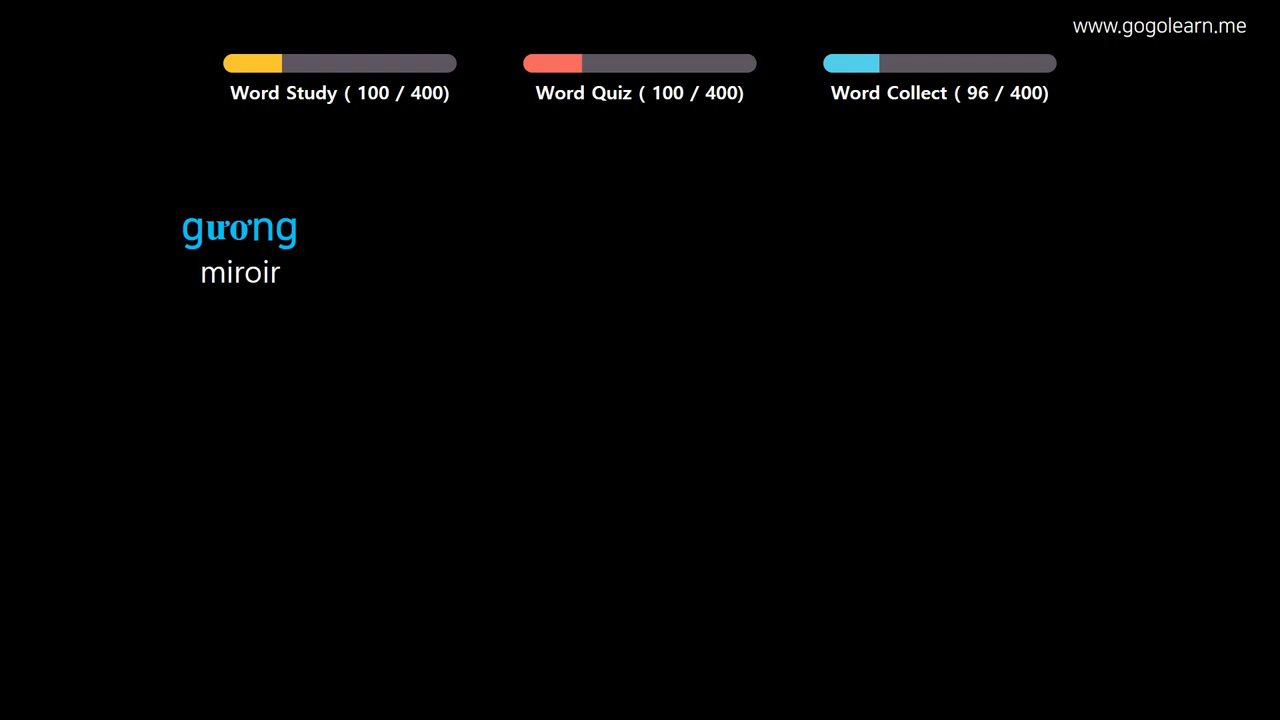 www.gogolearn.me
Word Study ( 100 / 400)
Word Quiz ( 100 / 400)
Word Collect ( 96 / 400)
gương
miroir